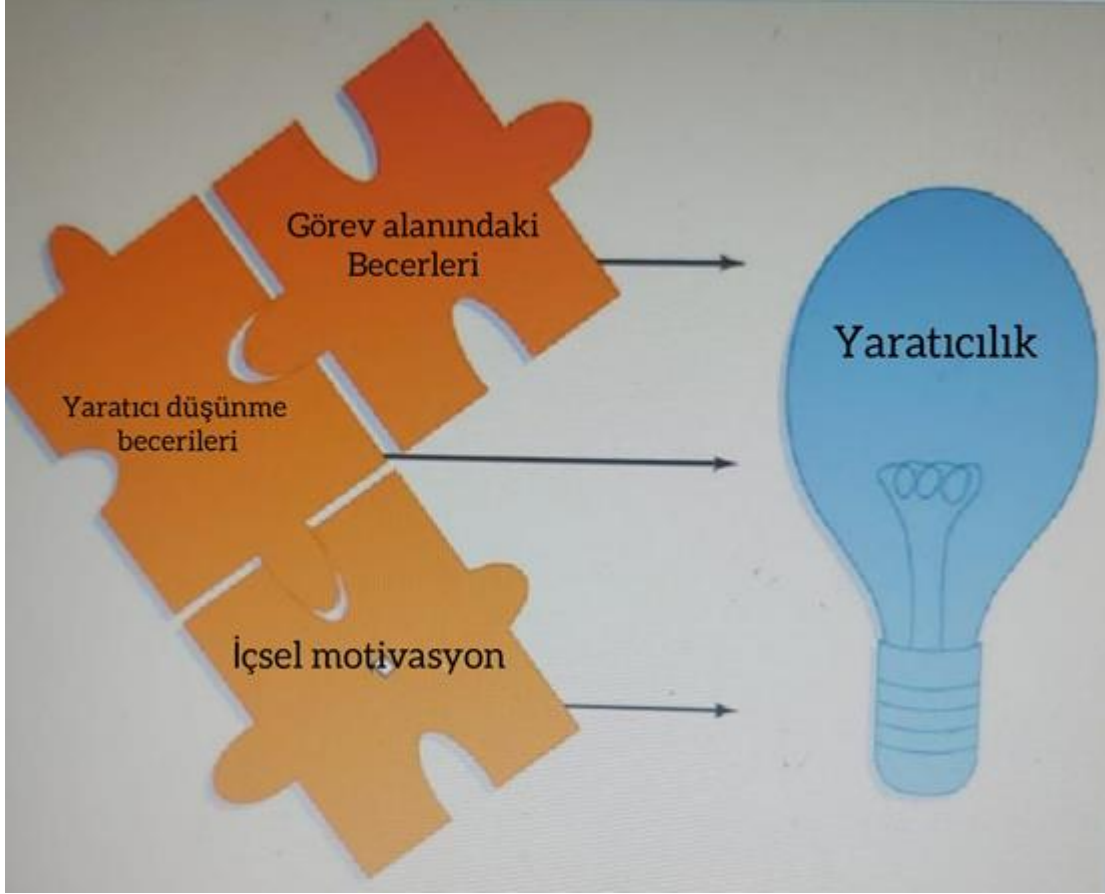 Görev alanındaki
Becerleri
Yaratıcılık
Yaratıcı düşünme
becerileri
İçsel motivasyon